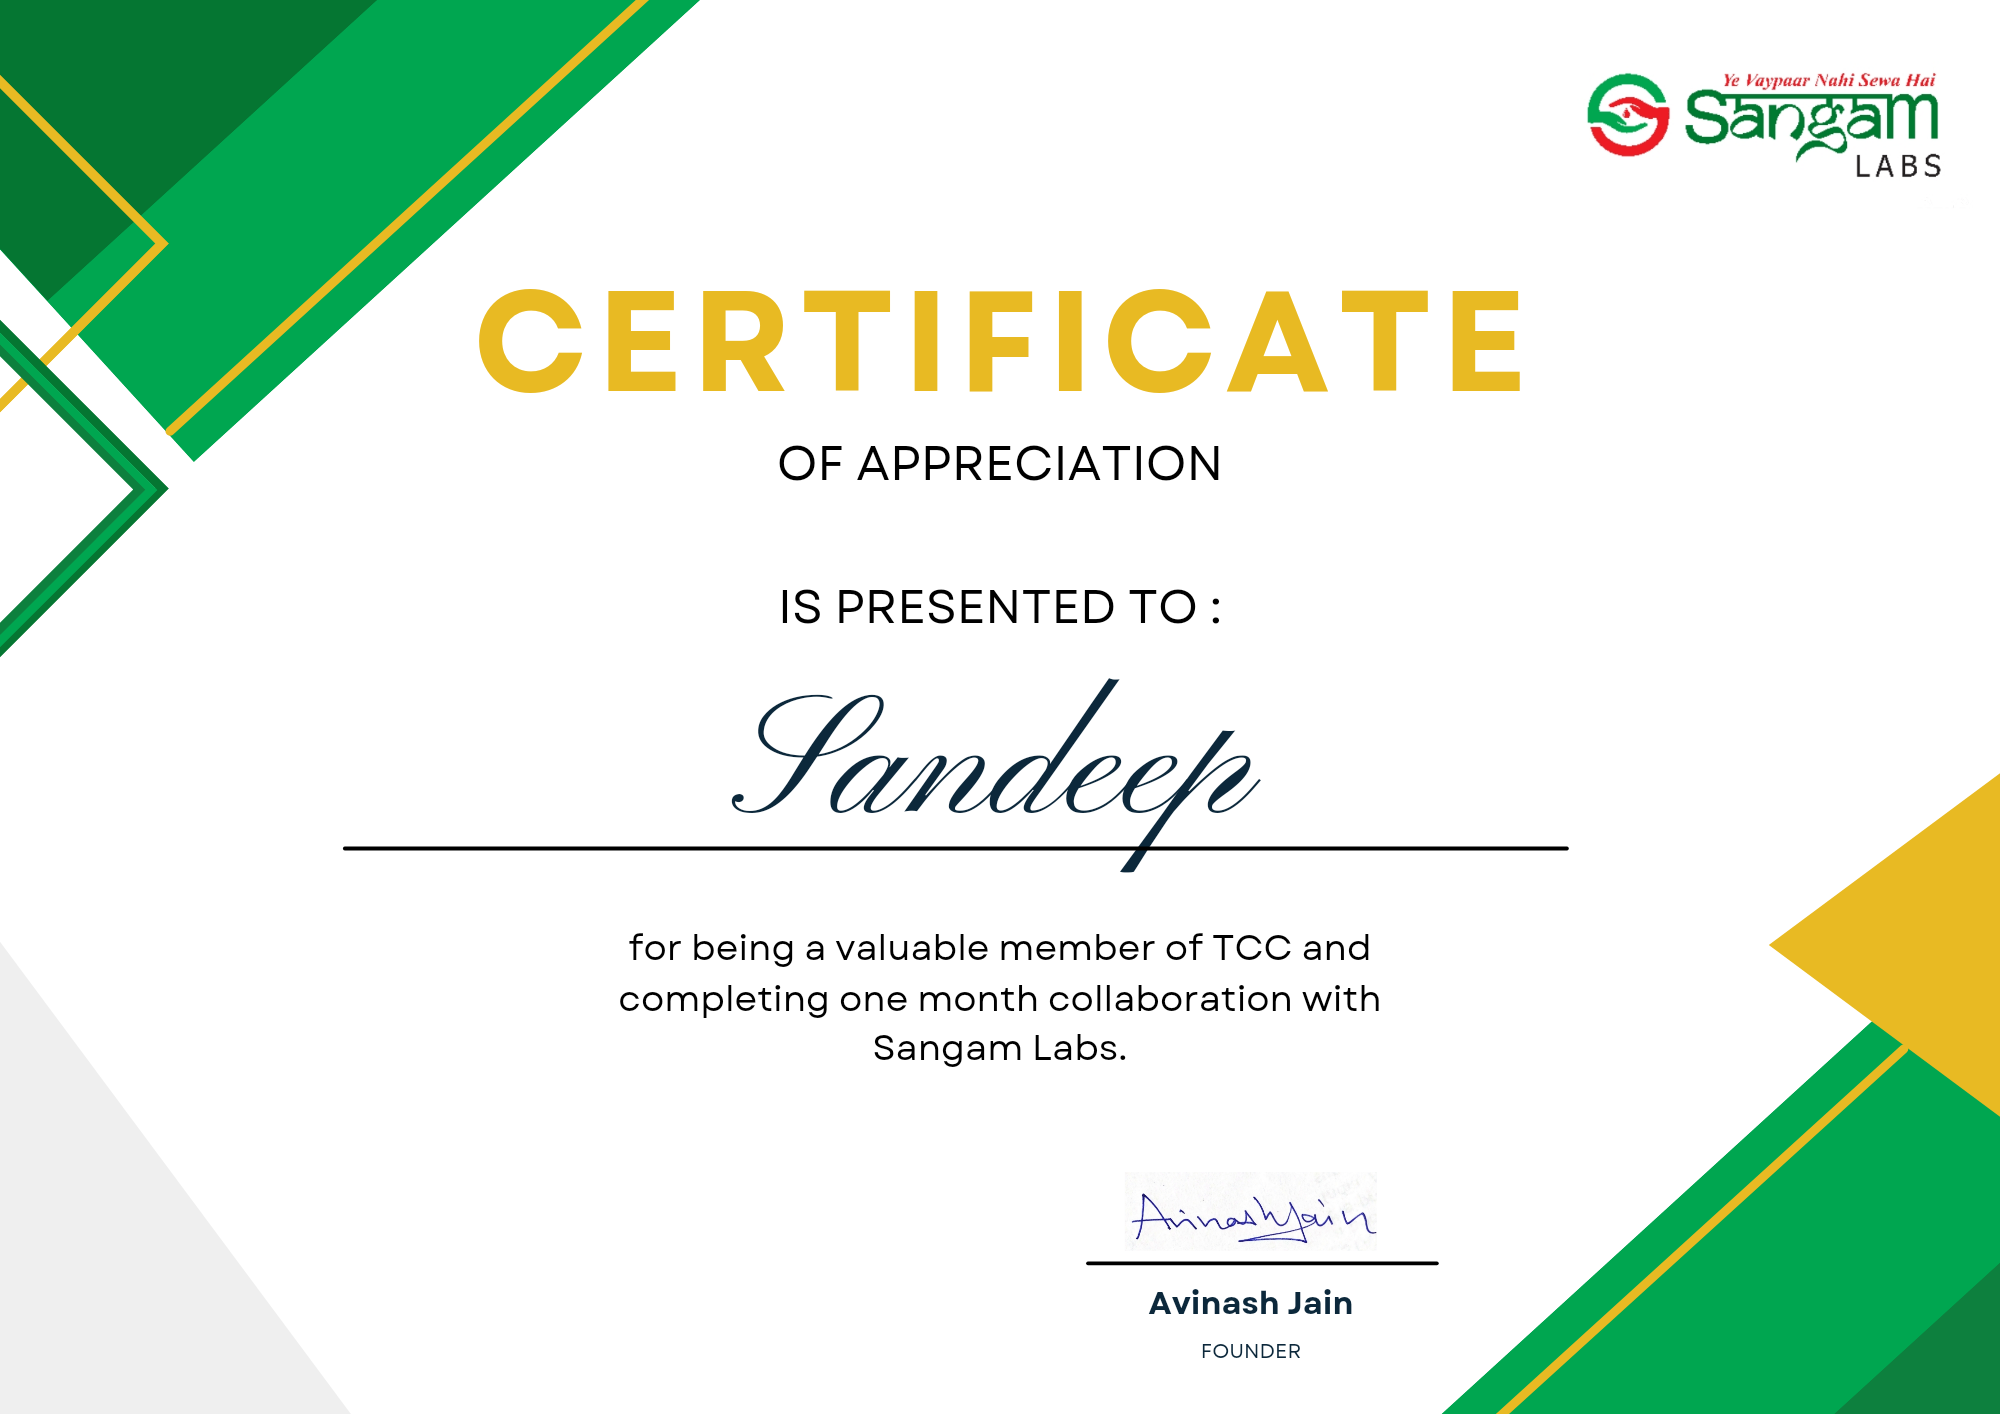 Ye Vaypaar Nahi Sewa Hai
Sangam
LABS
CERTIFICATE
OF APPRECIATION
IS PRESENTED TO :
Sandeep
for being a valuable member of TCC and
completing one month collaboration with
Sangam Labs.
Avinash Jain
Avinash Jain
FOUNDER